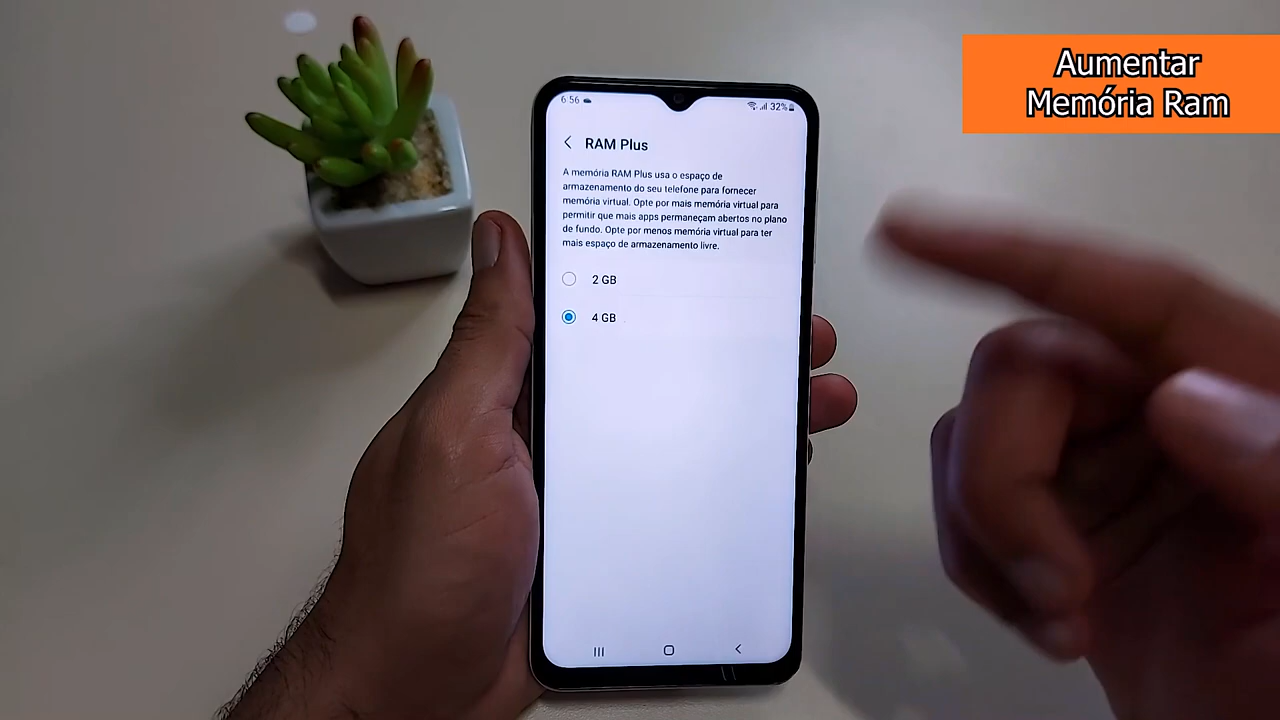 Aumentar
Memória Ram
6:56
32%
RAM Plus
A memória RAM Plus usa o espaço de
armazenamento do seu telefone para fornecer
memória virtual. Opte por mais memória virtual para
permitir que mais apps permaneçam abertos no plano
de fundo. Opte por menos memória virtual para ter
mais espaço de armazenamento livre.
2 GB
4 GB